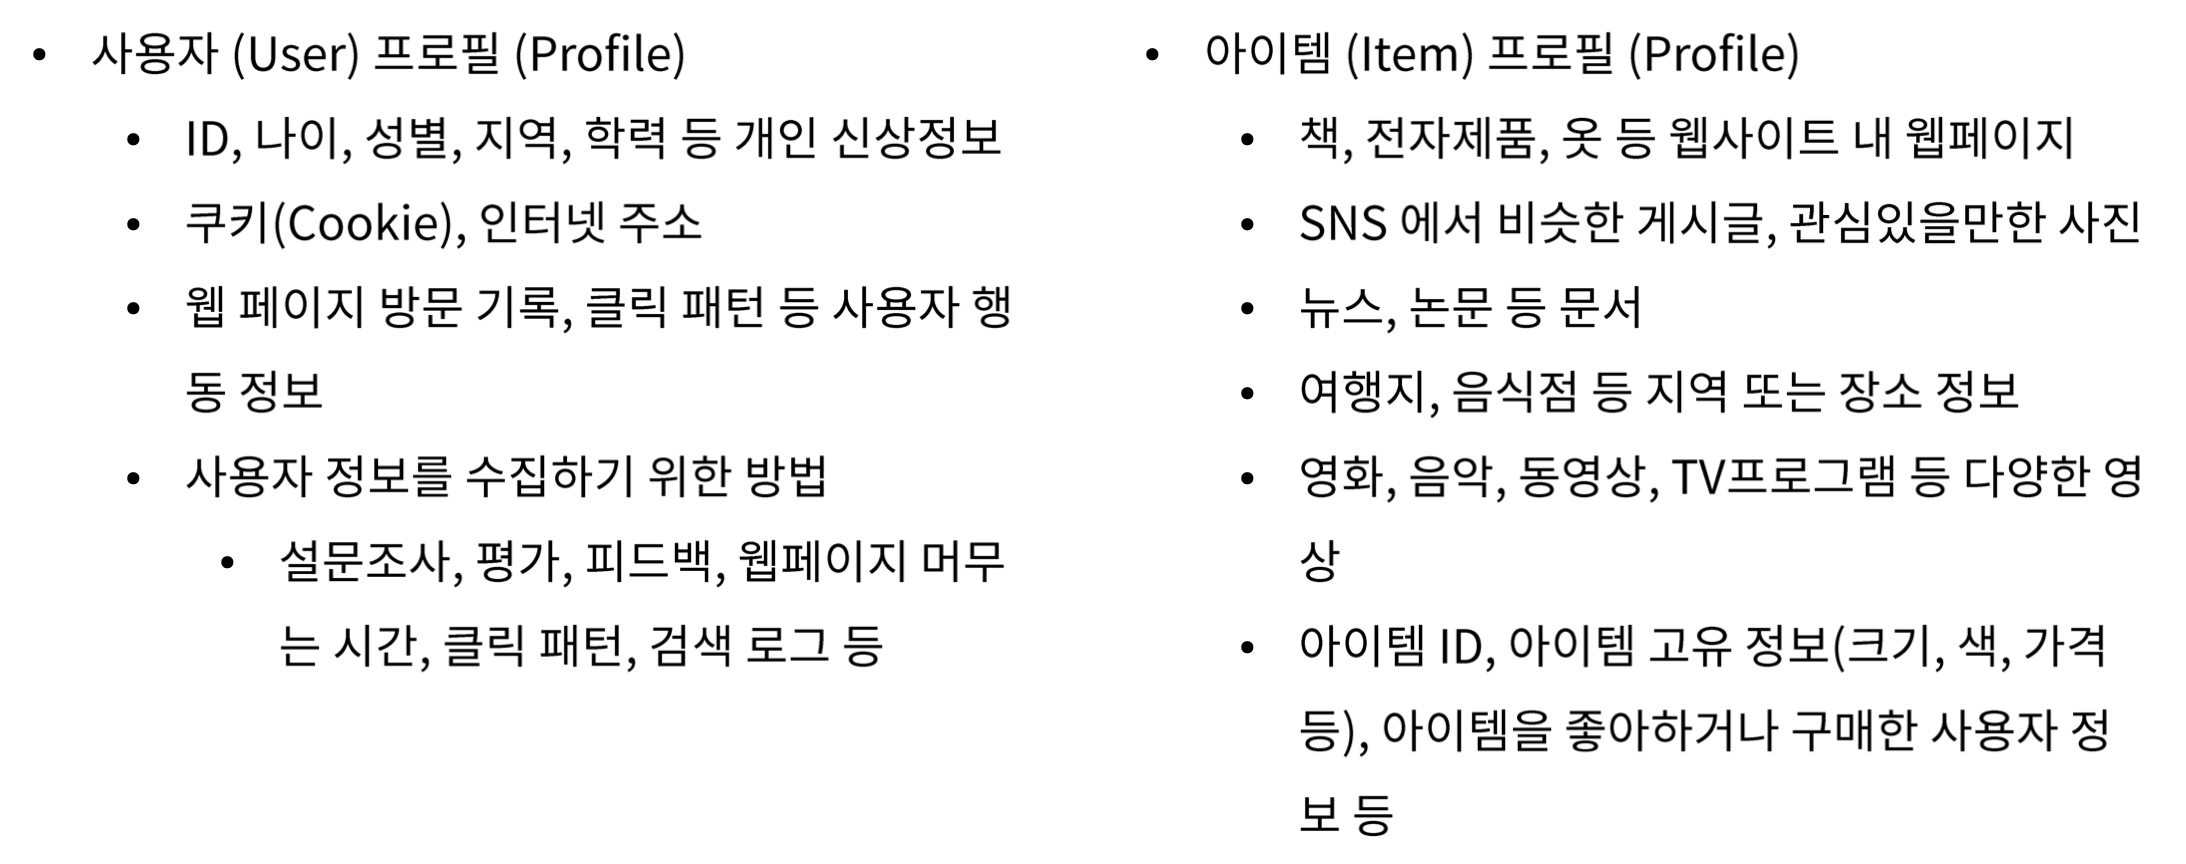 • 사용자 (User) 프로필 (Profile)
• ID, 나이, 성별, 지역, 학력 등 개인 신상정보
• 쿠키(Cookie), 인터넷 주소
• 웹 페이지 방문 기록, 클릭 패턴 등 사용자 행
동 정보
• 사용자 정보를 수집하기 위한 방법
• 설문조사, 평가, 피드백, 웹페이지 머무
는 시간, 클릭 패턴, 검색 로그 등
• 아이템 (Item) 프로필 (Profile)
• 책, 전자제품, 옷 등 웹사이트 내 웹페이지
• SNS 에서 비슷한 게시글, 관심있을만한 사진
• 뉴스, 논문 등 문서
• 여행지, 음식점 등 지역 또는 장소 정보
• 영화, 음악, 동영상, TV프로그램 등 다양한 영
상
• 아이템 ID, 아이템 고유 정보(크기, 색, 가격
등), 아이템을 좋아하거나 구매한 사용자 정
보 등